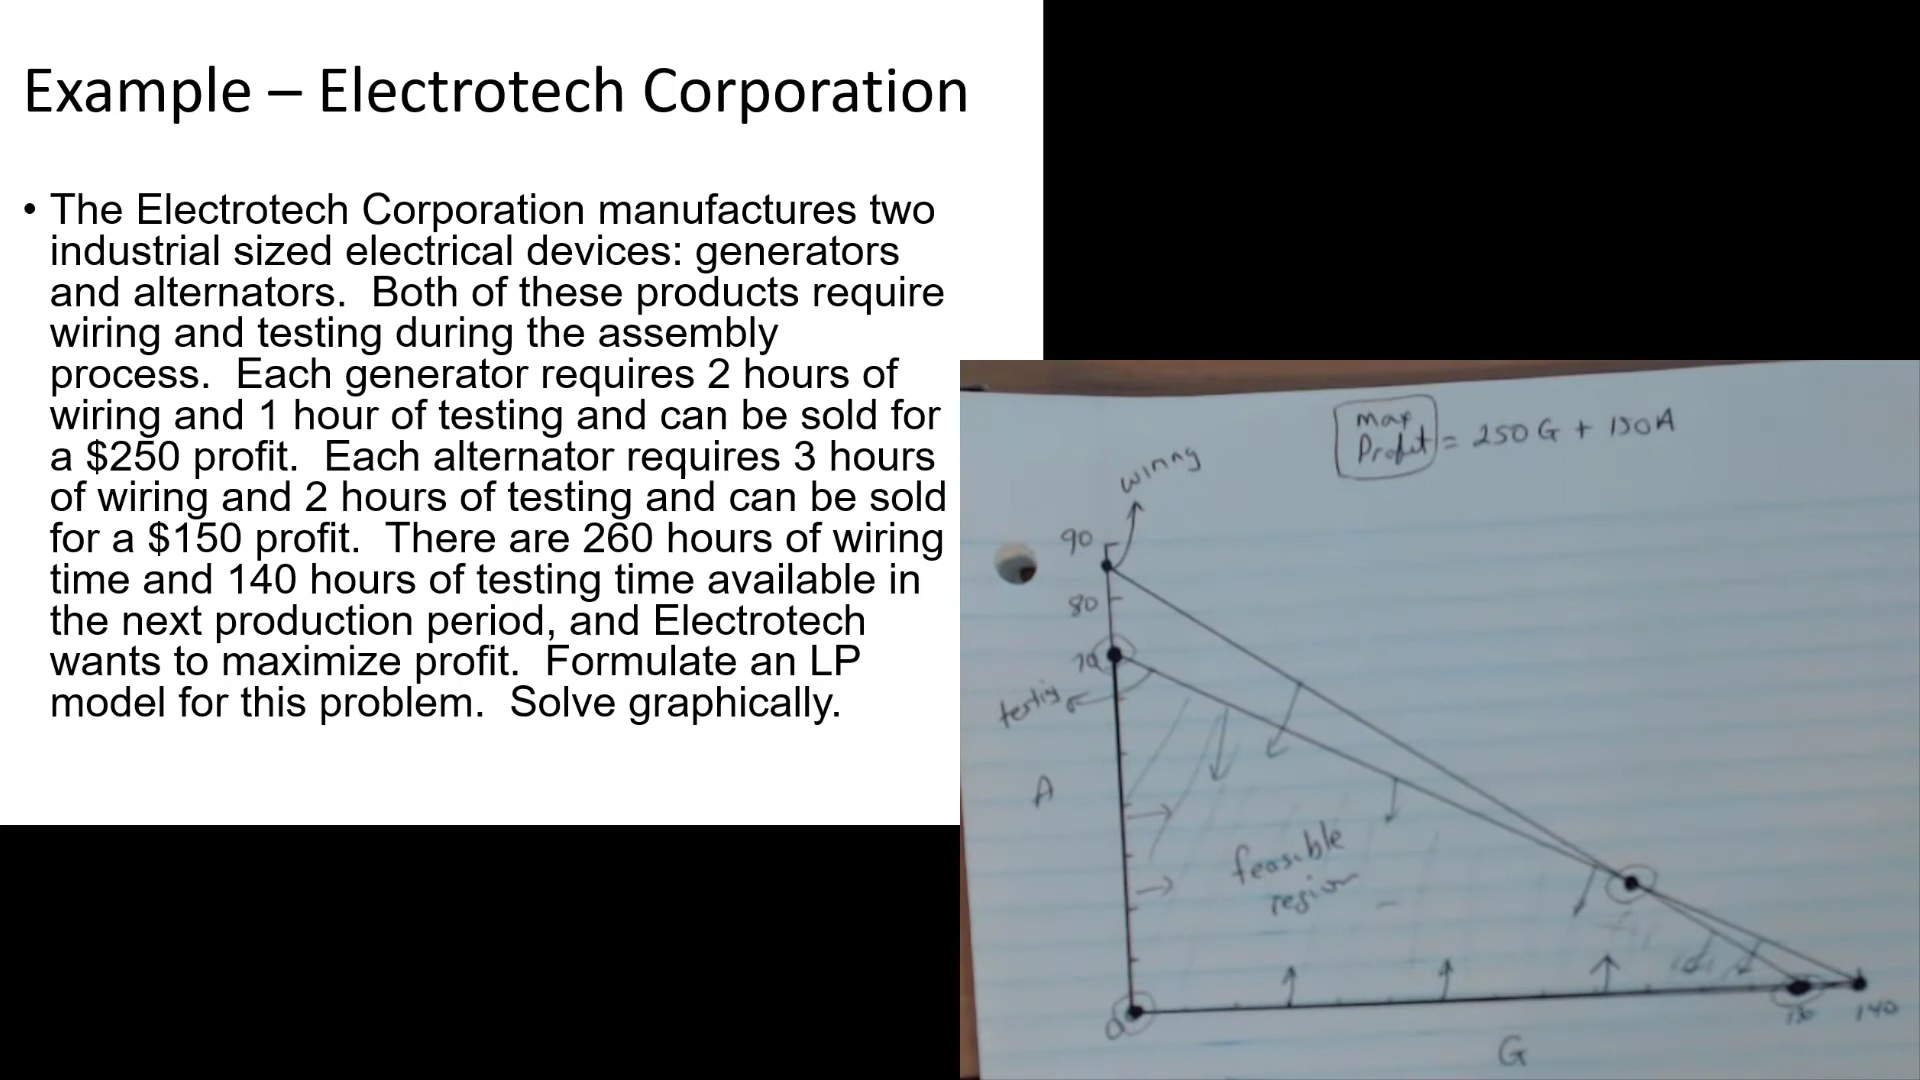 Example – Electrotech Corporation
• The Electrotech Corporation manufactures two
industrial sized electrical devices: generators
and alternators.  Both of these products require
wiring and testing during the assembly
process.  Each generator requires 2 hours of
wiring and 1 hour of testing and can be sold for
a $250 profit.  Each alternator requires 3 hours
of wiring and 2 hours of testing and can be sold
for a $150 profit.  There are 260 hours of wiring
time and 140 hours of testing time available in
the next production period, and Electrotech
wants to maximize profit.  Formulate an LP
model for this problem.  Solve graphically.
Max
Profit = 250 G + 150 A
wiring
90
80
70
testing
A
feasible
region
0
130
140
G